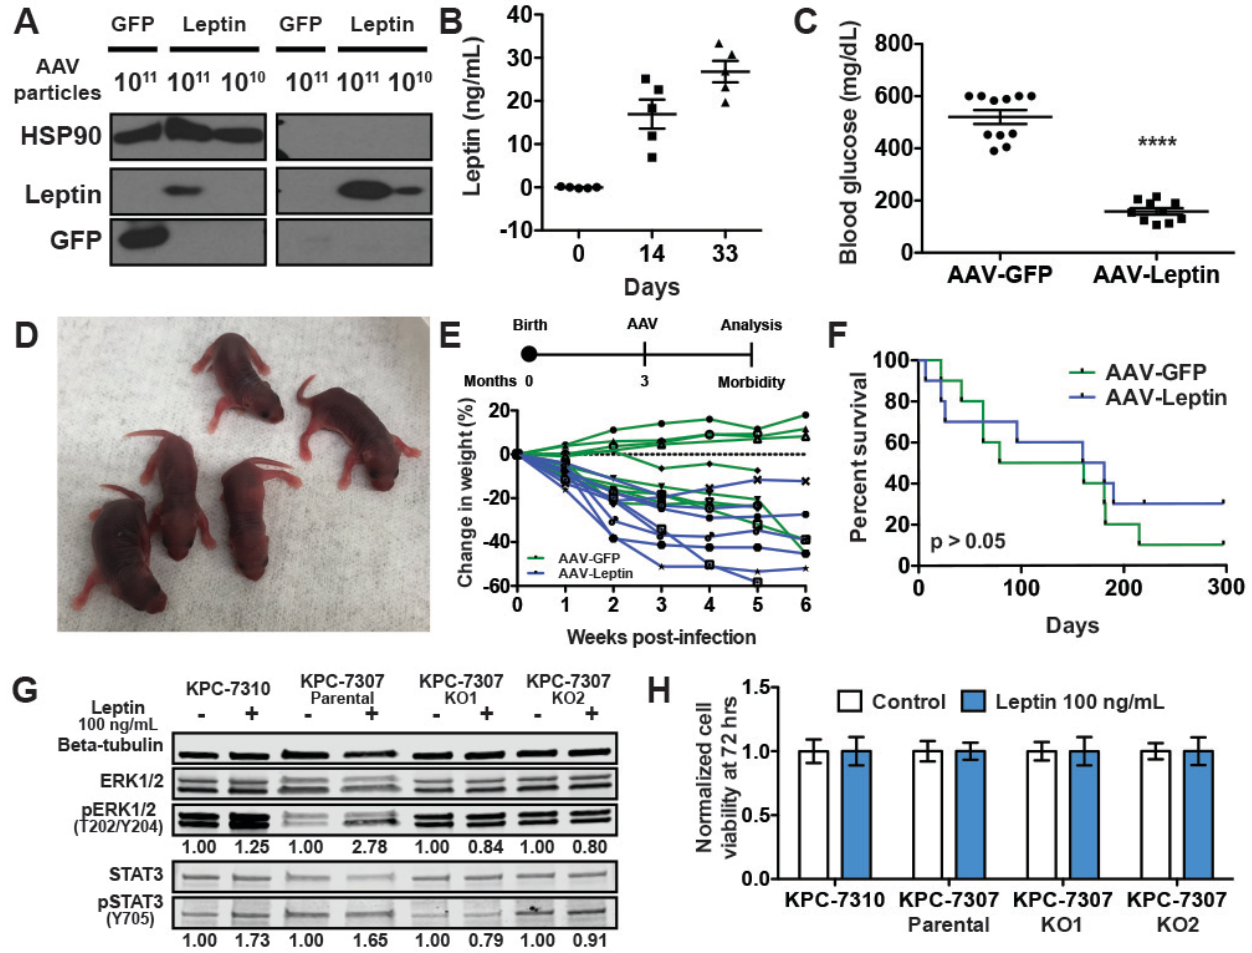 A
GFP Leptin GFP Leptin
AAV particles 10¹¹ 10¹¹ 10¹⁰ 10¹¹ 10¹¹ 10¹⁰
HSP90
Leptin
GFP
B
Leptin (ng/mL)
40
30
20
10
0
-10
0 14 33
Days
C
Blood glucose (mg/dL)
800
600
400
200
0
****
AAV-GFP AAV-Leptin
D
E
Birth AAV Analysis
Months 0 3 Morbidity
Change in weight (%)
20
0
-20
-40
-60
AAV-GFP
AAV-Leptin
0 1 2 3 4 5 6
Weeks post-infection
F
Percent survival
100
80
60
40
20
0
AAV-GFP
AAV-Leptin
p > 0.05
0 100 200 300
Days
G
KPC-7310 KPC-7307 KPC-7307 KPC-7307
Parental KO1 KO2
Leptin - + - + - + - +
100 ng/mL
Beta-tubulin
ERK1/2
pERK1/2
(T202/Y204)
1.00 1.25 1.00 2.78 1.00 0.84 1.00 0.80
STAT3
pSTAT3
(Y705)
1.00 1.73 1.00 1.65 1.00 0.79 1.00 0.91
H
Normalized cell
viability at 72 hrs
1.5
1.0
0.5
0.0
Control Leptin 100 ng/mL
KPC-7310 KPC-7307 KPC-7307 KPC-7307
Parental KO1 KO2